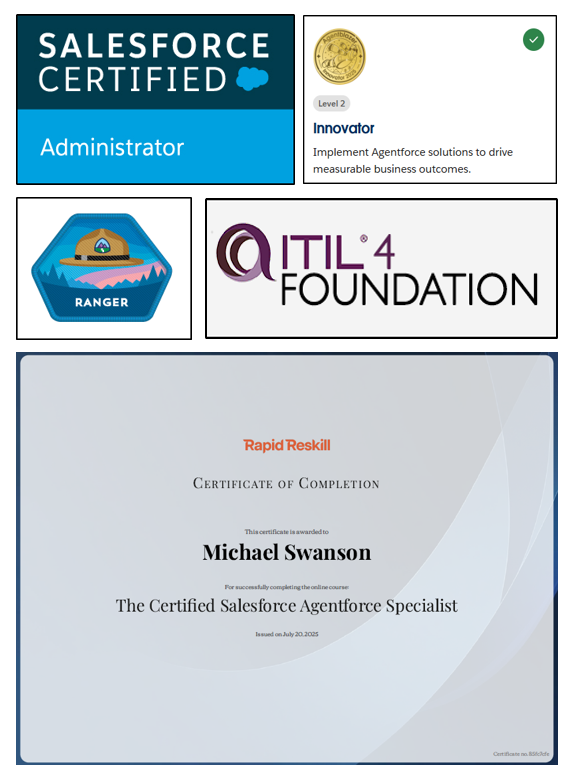 SALESFORCE
CERTIFIED
Administrator
Level 2
Innovator
Implement Agentforce solutions to drive
measurable business outcomes.
RANGER
ITIL® 4
FOUNDATION
Rapid Reskill
CERTIFICATE OF COMPLETION
This certificate is awarded to
Michael Swanson
For successfully completing the online course:
The Certified Salesforce Agentforce Specialist
Issued on July 20, 2025
Certificate no.